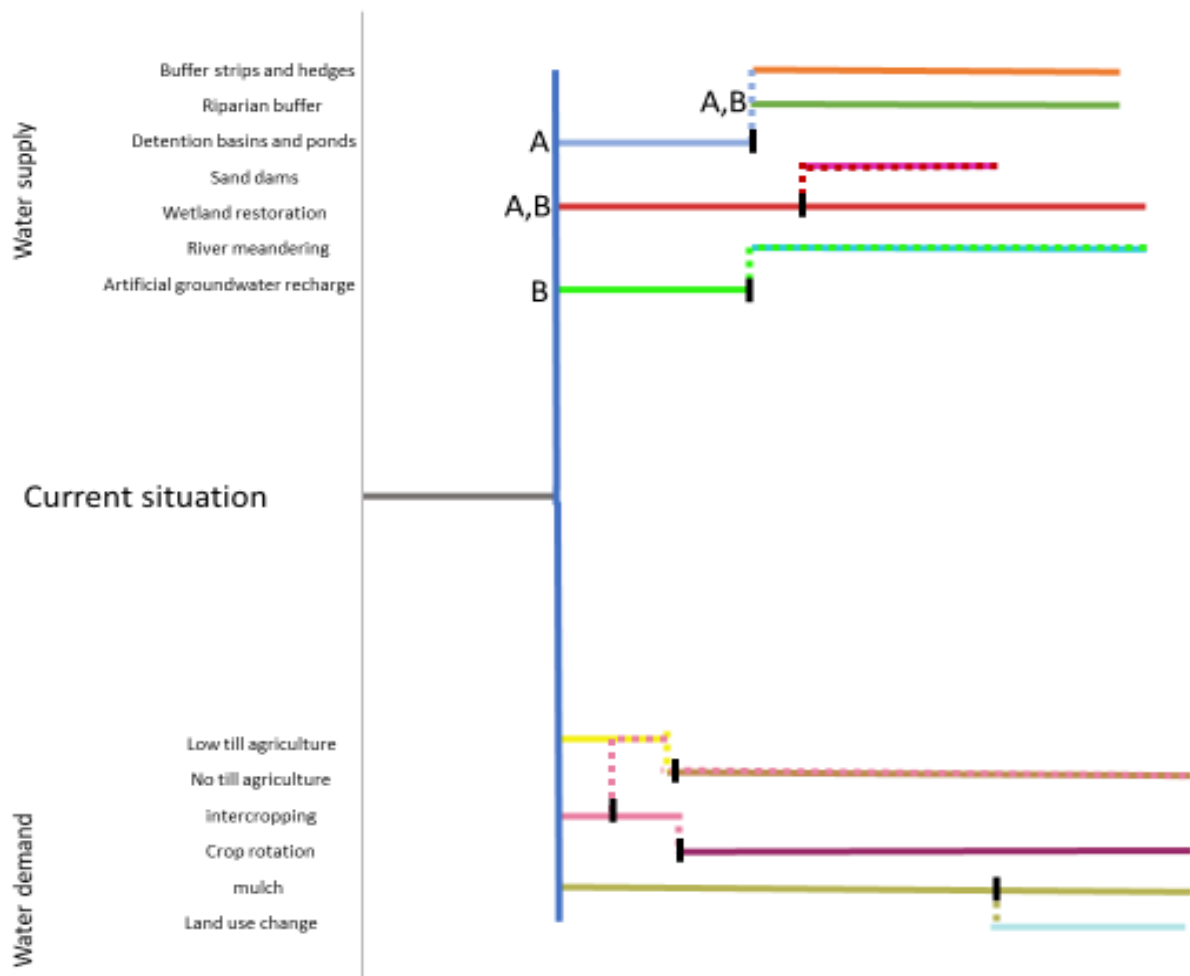 Water supply
Buffer strips and hedges
Riparian buffer
A,B
Detention basins and ponds
A
Sand dams
Wetland restoration
A,B
River meandering
Artificial groundwater recharge
B
Current situation
Water demand
Low till agriculture
No till agriculture
intercropping
Crop rotation
mulch
Land use change